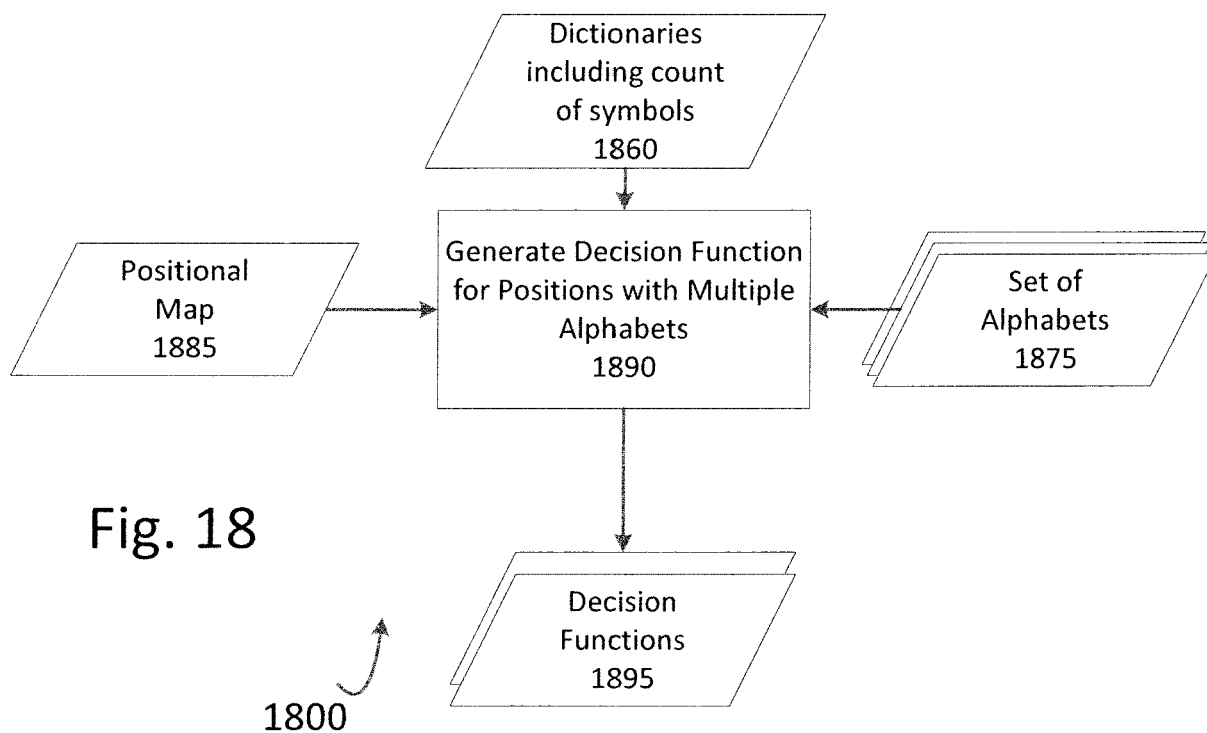 Dictionaries
including count
of symbols
1860
Positional
Map
1885
Generate Decision Function
for Positions with Multiple
Alphabets
1890
Set of
Alphabets
1875
Fig. 18
Decision
Functions
1895
1800